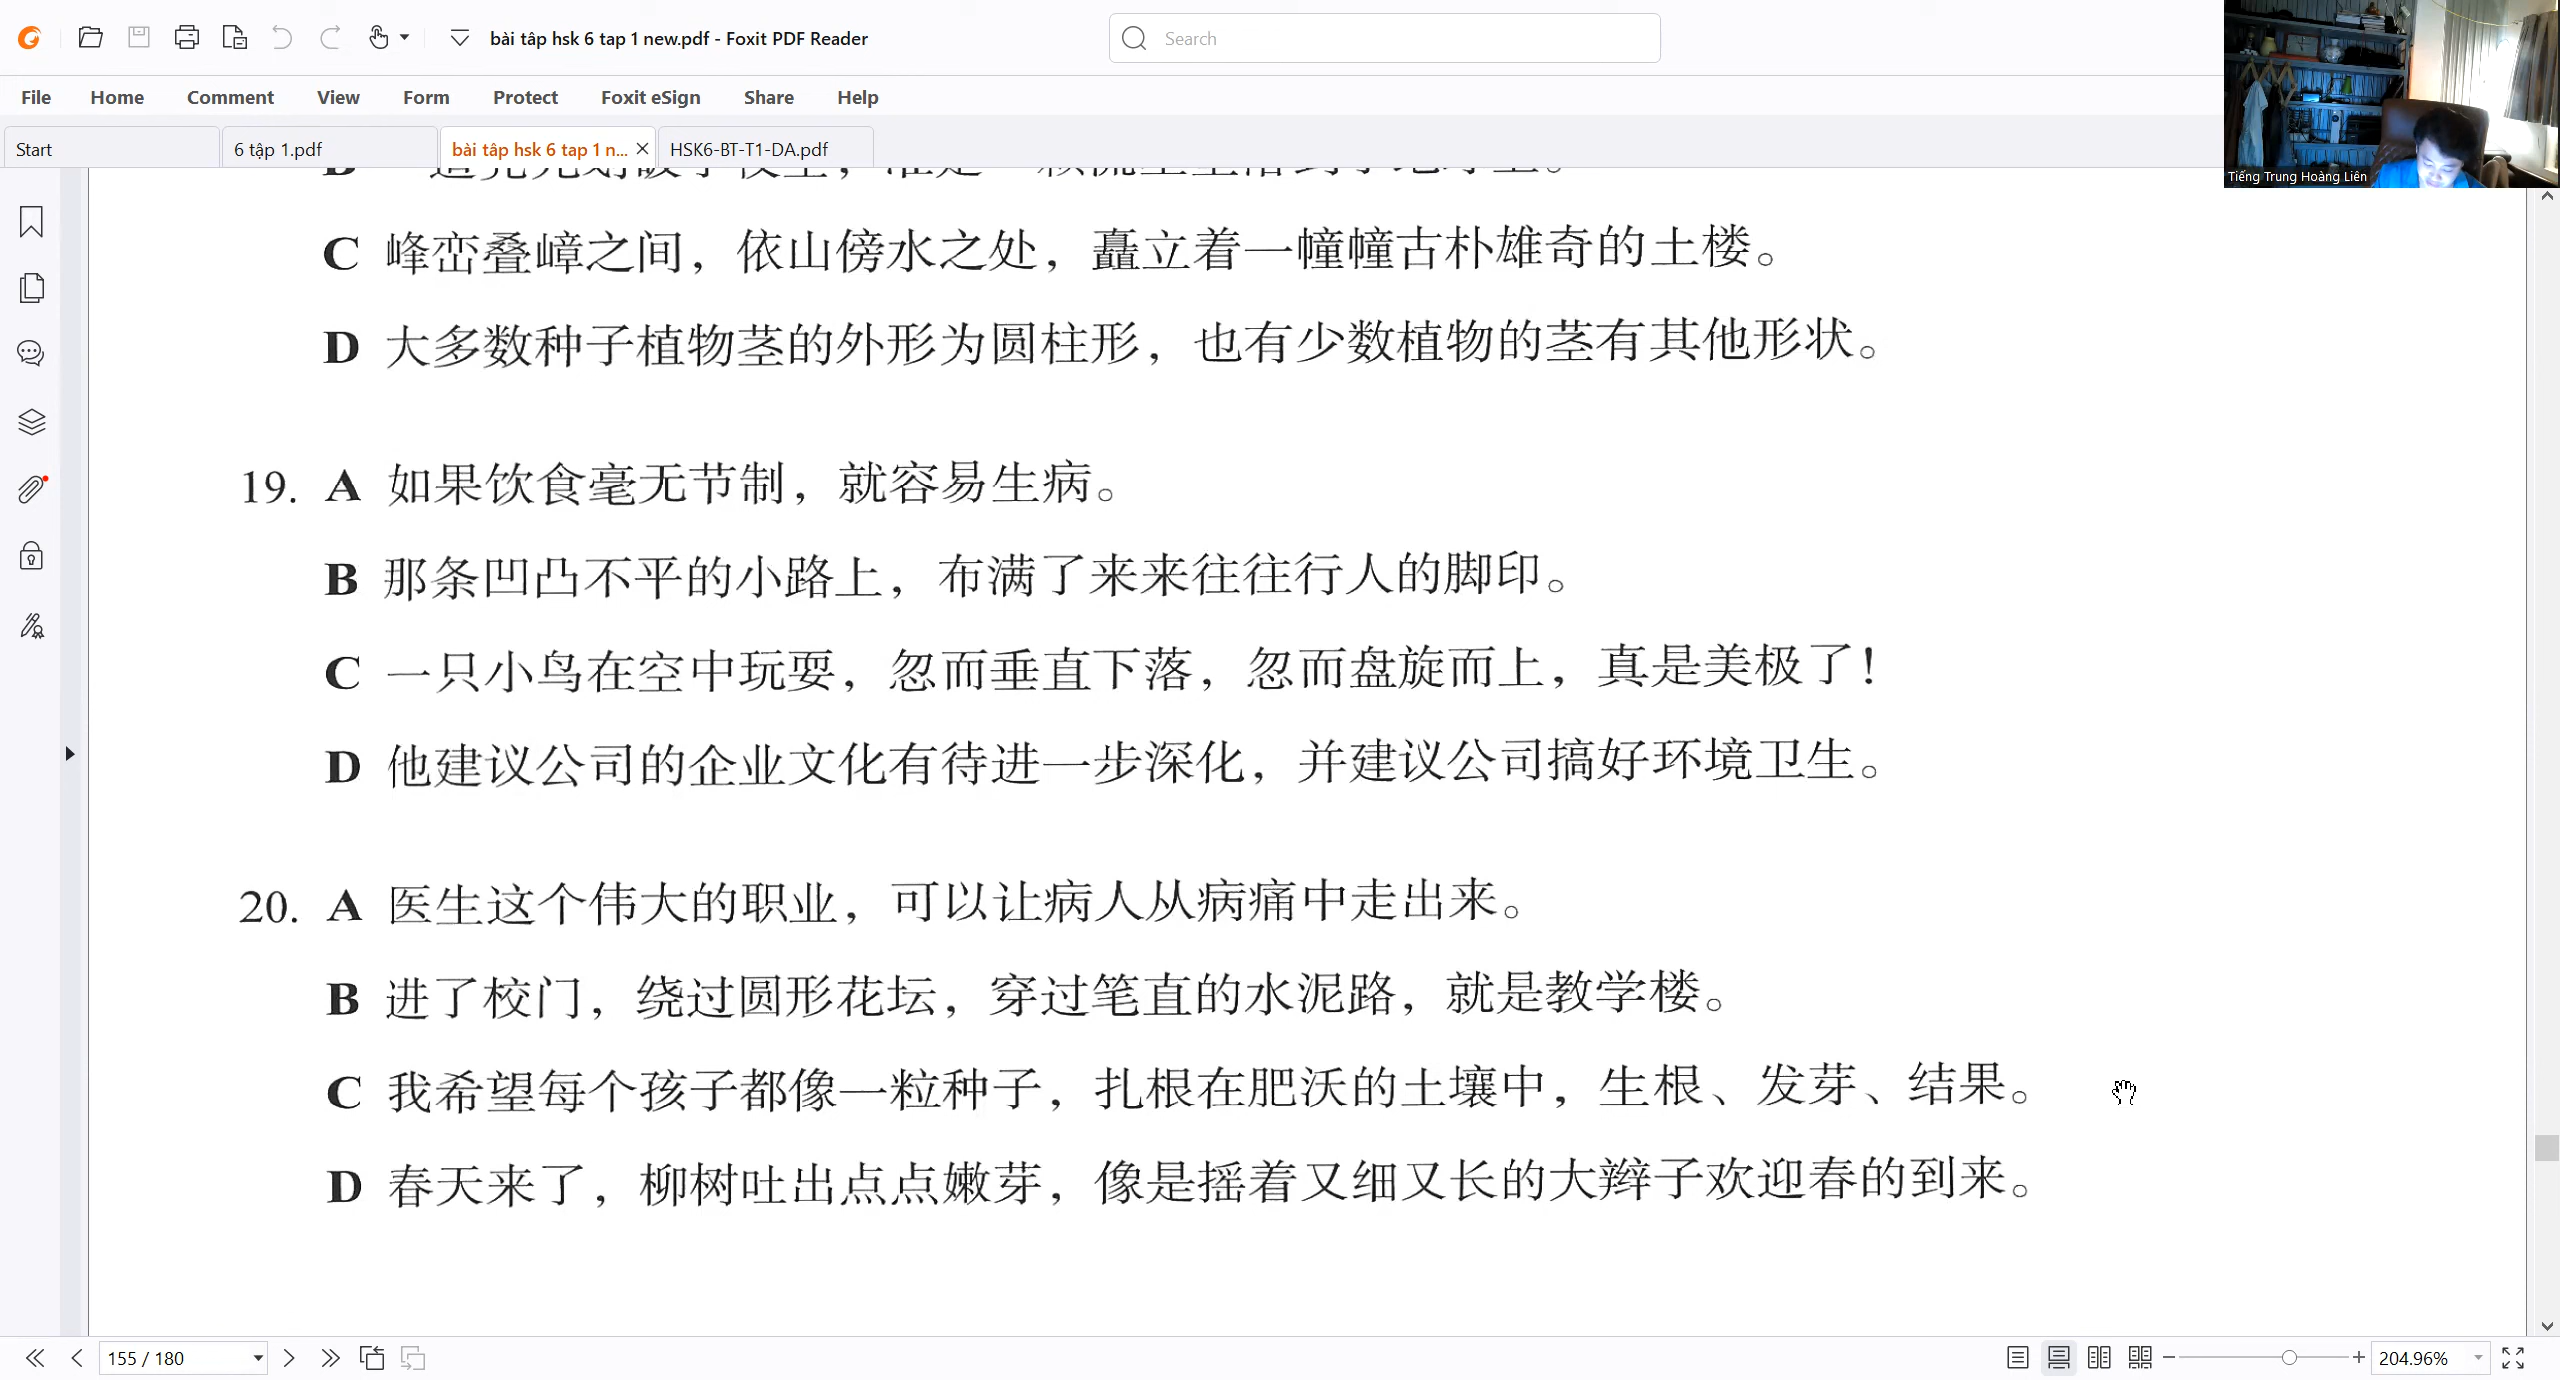 bài tâp hsk 6 tap 1 new.pdf - Foxit PDF Reader
Search
File Home Comment View Form Protect Foxit eSign Share Help
Start
6 tập 1.pdf
bài tâp hsk 6 tap 1 n...
HSK6-BT-T1-DA.pdf
Tiếng Trung Hoàng Liên
C 峰峦叠嶂之间，依山傍水之处，矗立着一幢幢古朴雄奇的土楼。
D 大多数种子植物茎的外形为圆柱形，也有少数植物的茎有其他形状。
19. A 如果饮食毫无节制，就容易生病。
B 那条凹凸不平的小路上，布满了来来往往行人的脚印。
C 一只小鸟在空中玩耍，忽而垂直下落，忽而盘旋而上，真是美极了！
D 他建议公司的企业文化有待进一步深化，并建议公司搞好环境卫生。
20. A 医生这个伟大的职业，可以让病人从病痛中走出来。
B 进了校门，绕过圆形花坛，穿过笔直的水泥路，就是教学楼。
C 我希望每个孩子都像一粒种子，扎根在肥沃的土壤中，生根、发芽、结果。
D 春天来了，柳树吐出点点嫩芽，像是摇着又细又长的大辫子欢迎春的到来。
155 / 180
204.96%